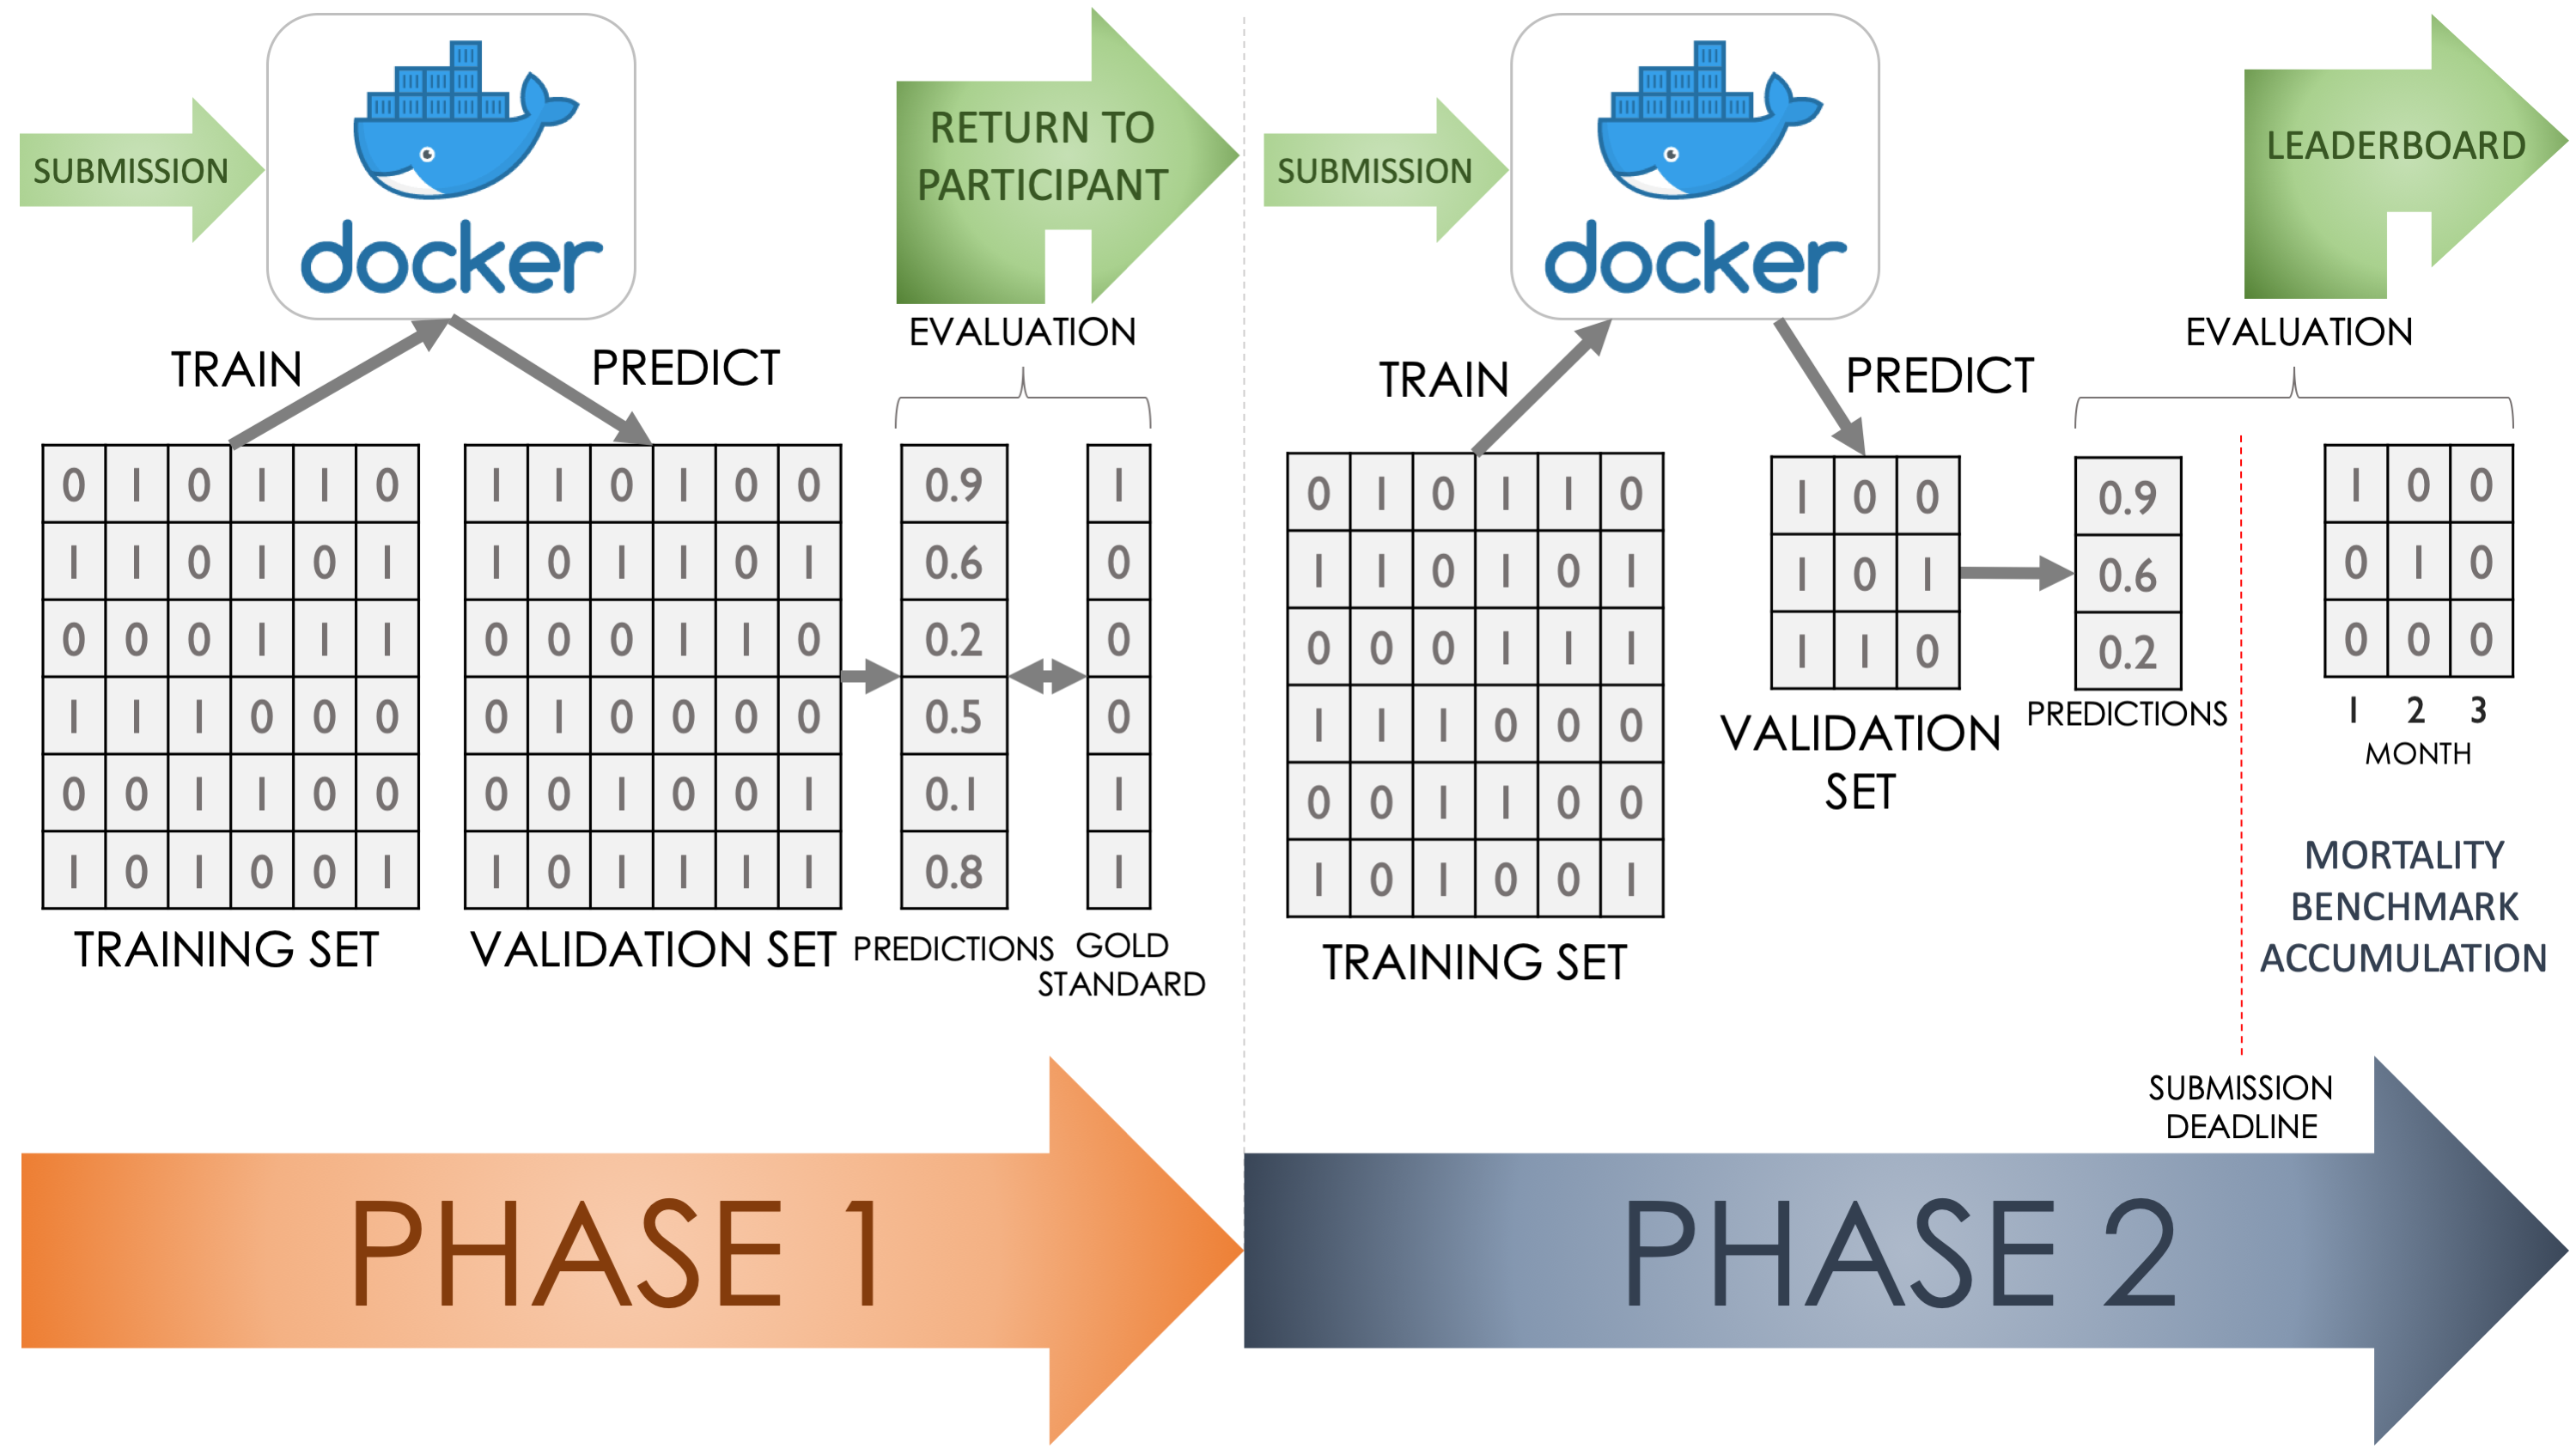 SUBMISSION
docker
RETURN TO
PARTICIPANT
TRAIN
PREDICT
EVALUATION
0 1 0 1 1 0
1 1 0 1 0 1
0 0 0 1 1 1
1 1 1 0 0 0
0 0 1 1 0 0
1 0 1 0 0 1
TRAINING SET
1 1 0 1 0 0
1 0 1 1 0 1
0 0 0 1 1 0
0 1 0 0 0 0
0 0 1 0 0 1
1 0 1 1 1 1
VALIDATION SET
0.9
0.6
0.2
0.5
0.1
0.8
PREDICTIONS
1
0
0
0
1
1
GOLD
STANDARD
PHASE 1
SUBMISSION
docker
LEADERBOARD
TRAIN
PREDICT
EVALUATION
0 1 0 1 1 0
1 1 0 1 0 1
0 0 0 1 1 1
1 1 1 0 0 0
0 0 1 1 0 0
1 0 1 0 0 1
TRAINING SET
1 0 0
1 0 1
1 1 0
VALIDATION
SET
0.9
0.6
0.2
PREDICTIONS
1 0 0
0 1 0
0 0 0
1 2 3
MONTH
MORTALITY
BENCHMARK
ACCUMULATION
SUBMISSION
DEADLINE
PHASE 2